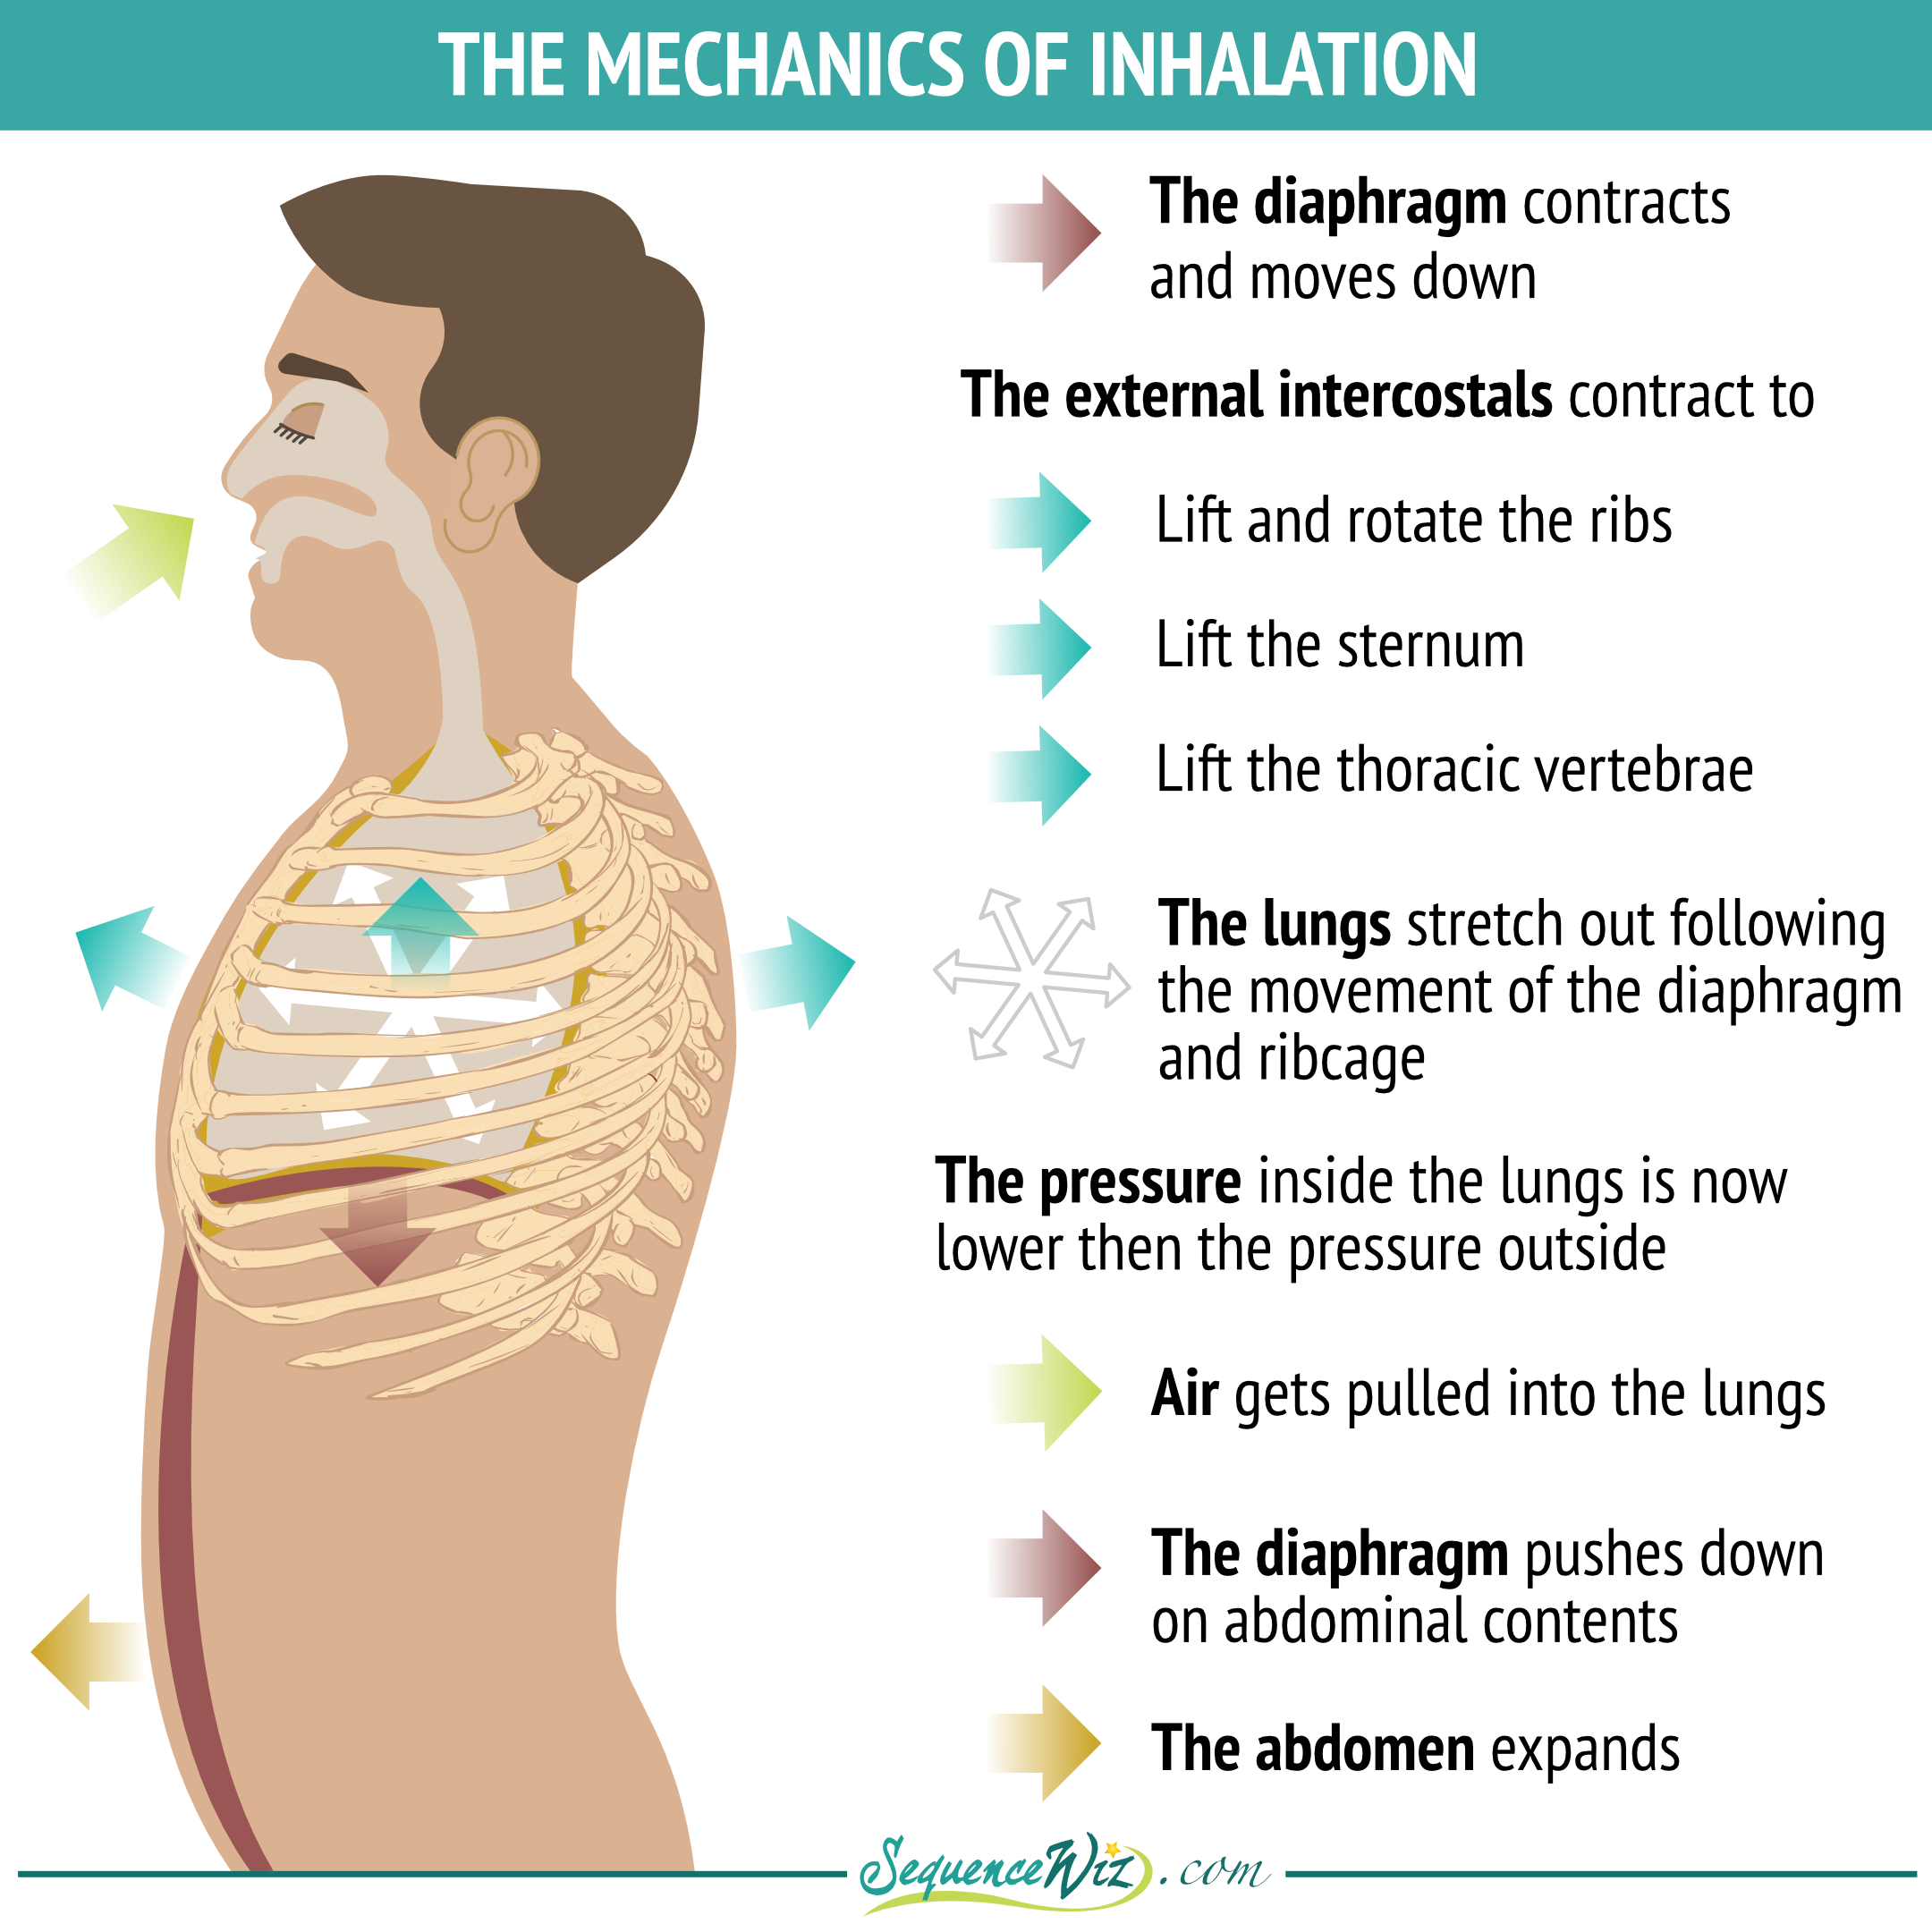 THE MECHANICS OF INHALATION
The diaphragm contracts
and moves down
The external intercostals contract to
Lift and rotate the ribs
Lift the sternum
Lift the thoracic vertebrae
The lungs stretch out following
the movement of the diaphragm
and ribcage
The pressure inside the lungs is now
lower then the pressure outside
Air gets pulled into the lungs
The diaphragm pushes down
on abdominal contents
The abdomen expands
SequenceWiz.com